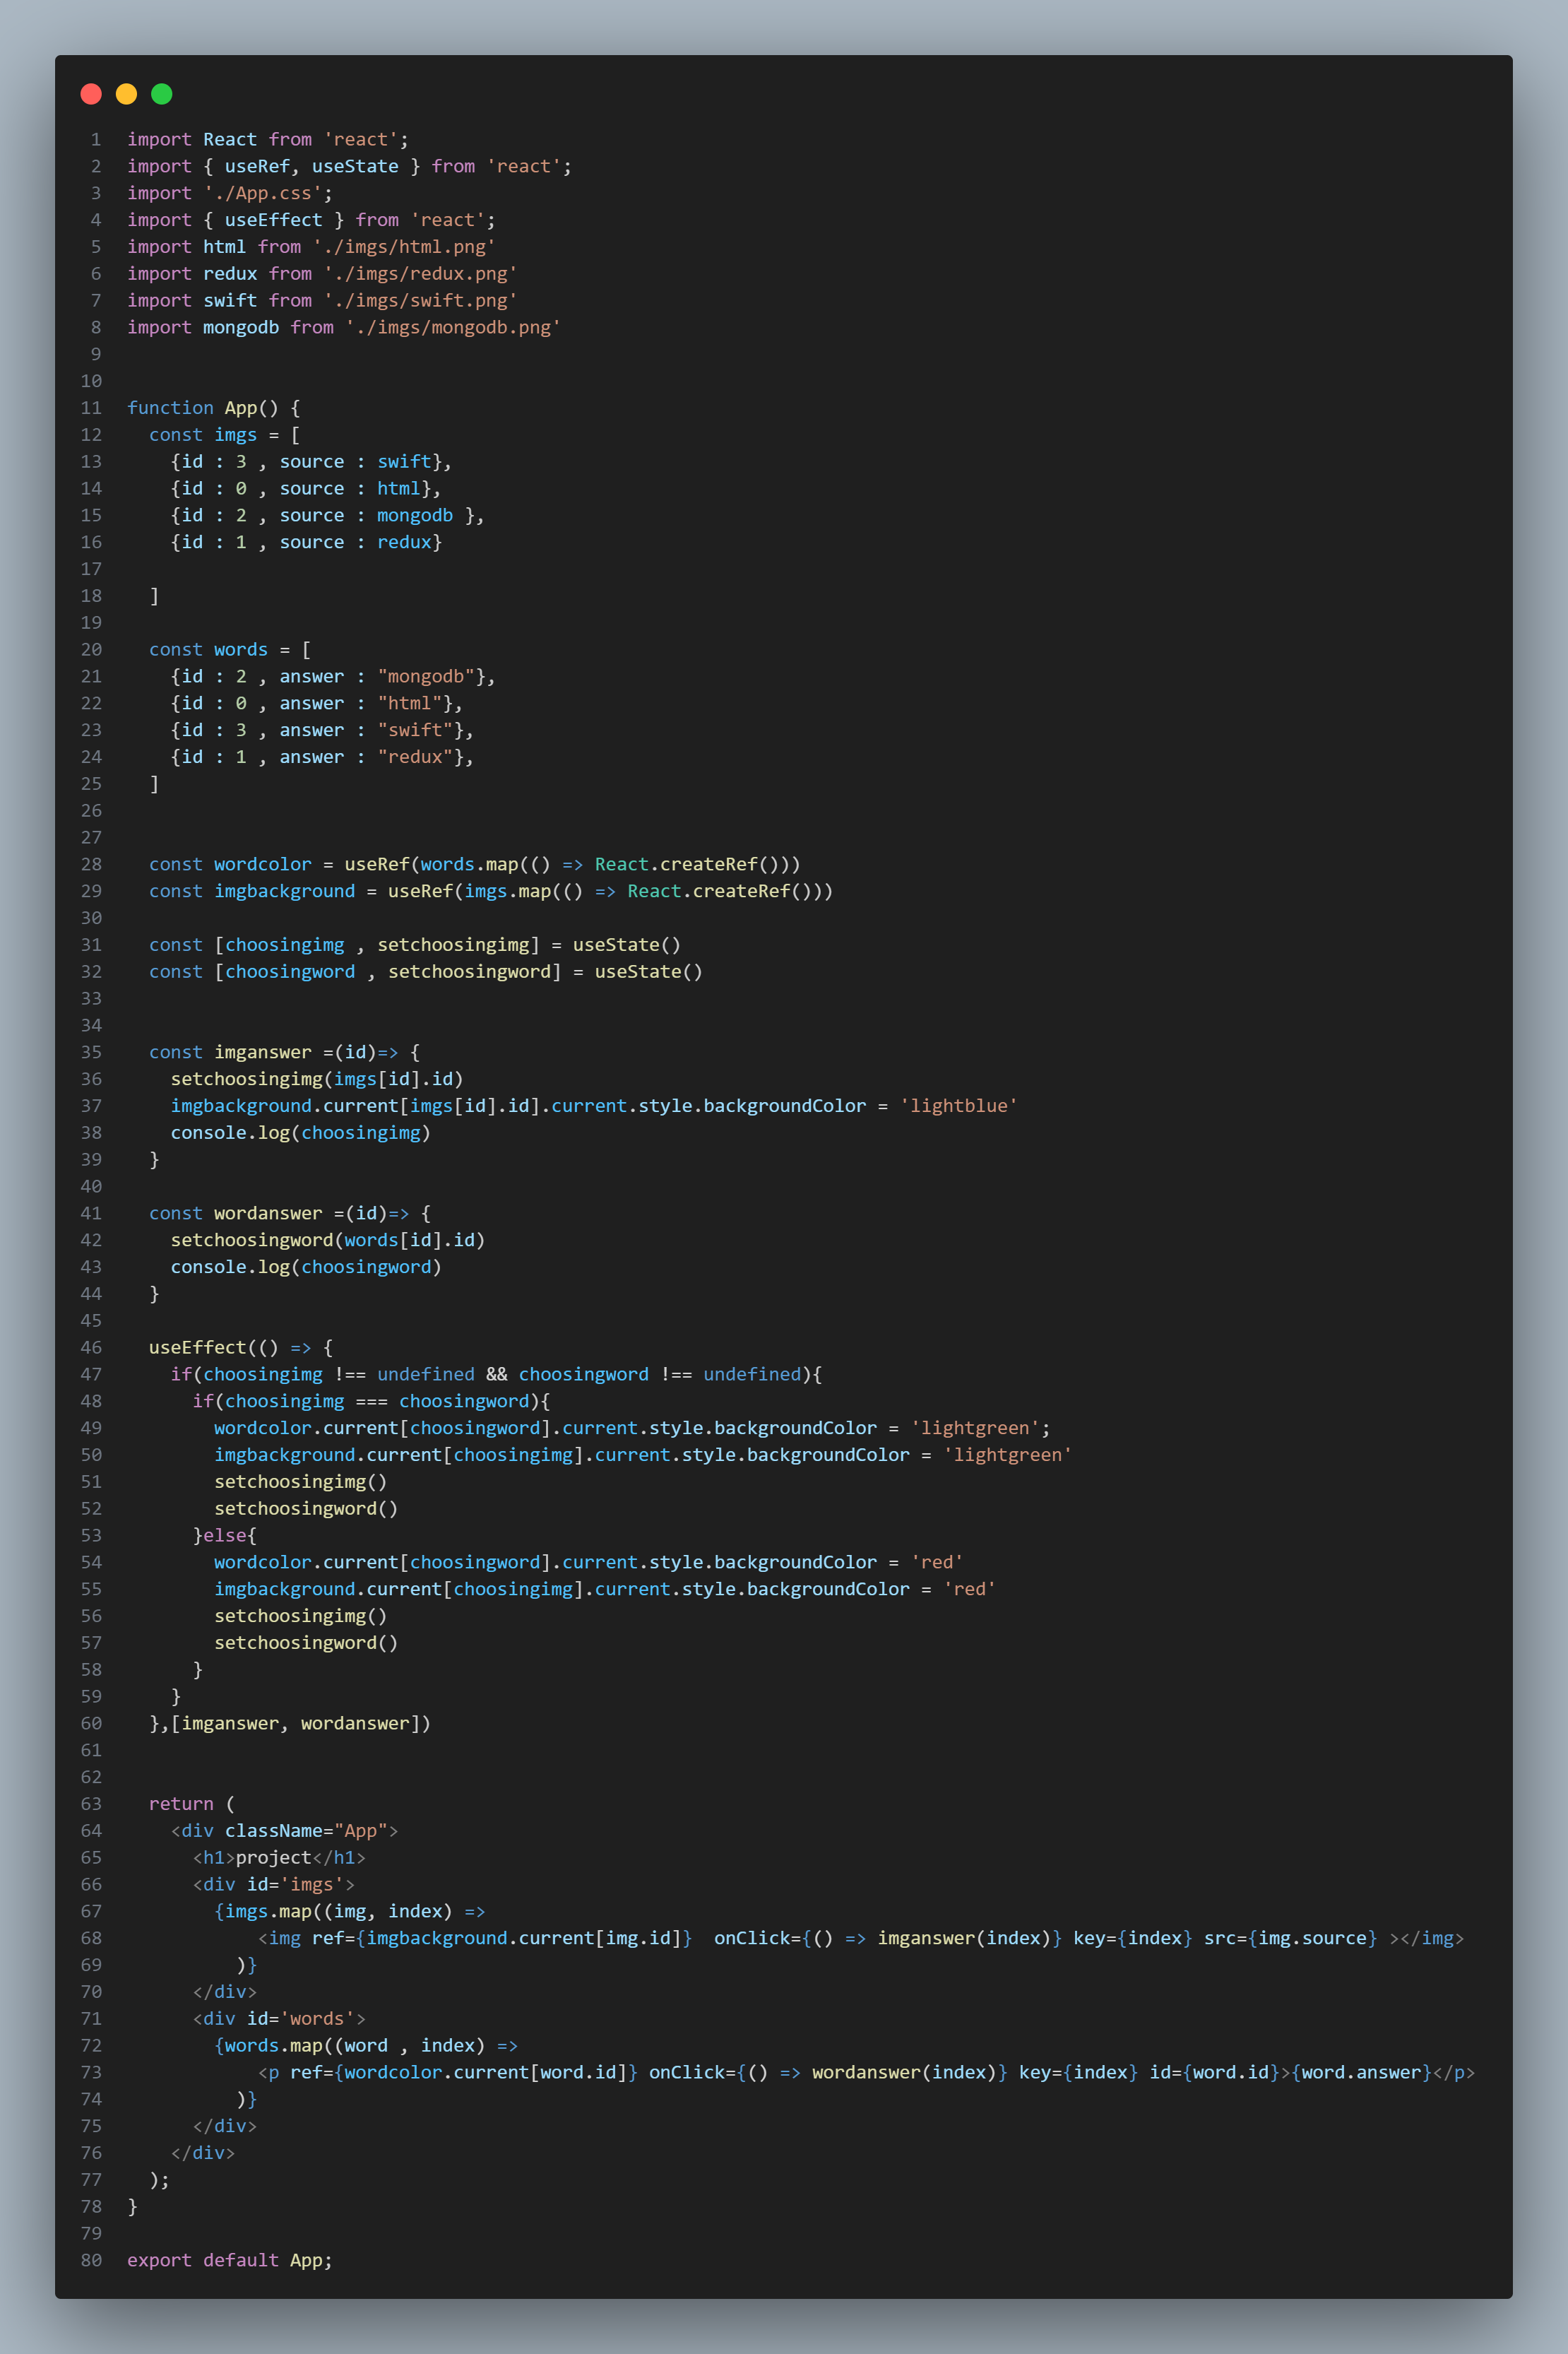 1 import React from 'react';
2 import { useRef, useState } from 'react';
3 import './App.css';
4 import { useEffect } from 'react';
5 import html from './imgs/html.png'
6 import redux from './imgs/redux.png'
7 import swift from './imgs/swift.png'
8 import mongodb from './imgs/mongodb.png'
9
10
11 function App() {
12   const imgs = [
13     {id : 3 , source : swift},
14     {id : 0 , source : html},
15     {id : 2 , source : mongodb },
16     {id : 1 , source : redux}
17
18   ]
19
20   const words = [
21     {id : 2 , answer : "mongodb"},
22     {id : 0 , answer : "html"},
23     {id : 3 , answer : "swift"},
24     {id : 1 , answer : "redux"},
25   ]
26
27
28   const wordcolor = useRef(words.map(() => React.createRef()))
29   const imgbackground = useRef(imgs.map(() => React.createRef()))
30
31   const [choosingimg , setchoosingimg] = useState()
32   const [choosingword , setchoosingword] = useState()
33
34
35   const imganswer =(id)=> {
36     setchoosingimg(imgs[id].id)
37     imgbackground.current[imgs[id].id].current.style.backgroundColor = 'lightblue'
38     console.log(choosingimg)
39   }
40
41   const wordanswer =(id)=> {
42     setchoosingword(words[id].id)
43     console.log(choosingword)
44   }
45
46   useEffect(() => {
47     if(choosingimg !== undefined && choosingword !== undefined){
48       if(choosingimg === choosingword){
49         wordcolor.current[choosingword].current.style.backgroundColor = 'lightgreen';
50         imgbackground.current[choosingimg].current.style.backgroundColor = 'lightgreen'
51         setchoosingimg()
52         setchoosingword()
53       }else{
54         wordcolor.current[choosingword].current.style.backgroundColor = 'red'
55         imgbackground.current[choosingimg].current.style.backgroundColor = 'red'
56         setchoosingimg()
57         setchoosingword()
58       }
59     }
60   },[imganswer, wordanswer])
61
62
63   return (
64     <div className="App">
65       <h1>project</h1>
66       <div id='imgs'>
67         {imgs.map((img, index) =>
68             <img ref={imgbackground.current[img.id]}  onClick={() => imganswer(index)} key={index} src={img.source} ></img>
69           )}
70       </div>
71       <div id='words'>
72         {words.map((word , index) =>
73             <p ref={wordcolor.current[word.id]} onClick={() => wordanswer(index)} key={index} id={word.id}>{word.answer}</p>
74           )}
75       </div>
76     </div>
77   );
78 }
79
80 export default App;